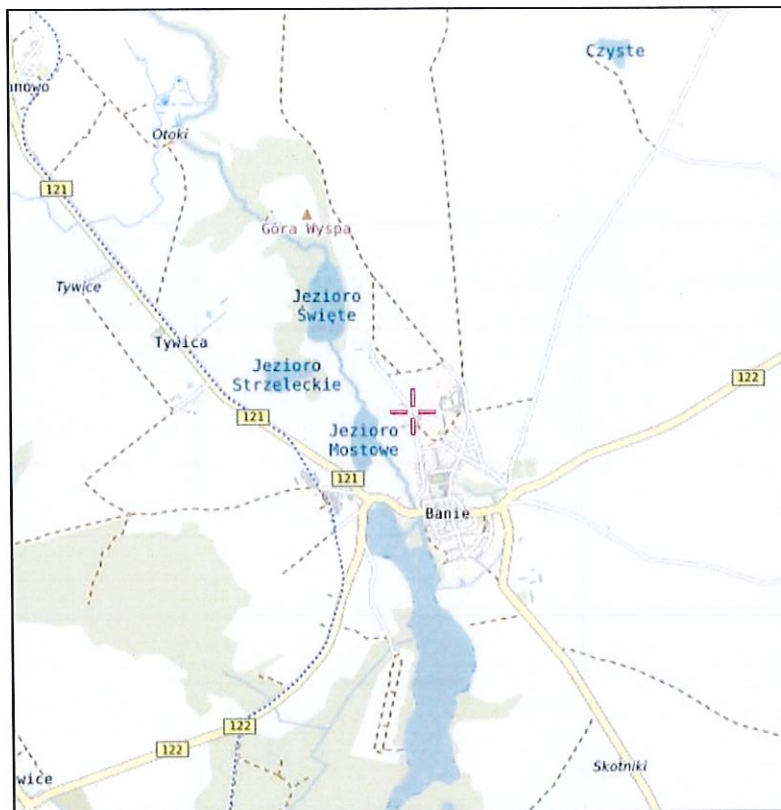 Czyste
anowo
Otoki
121
Góra Wyspa
Tywice
Jezioro
Święte
Tywica
Jezioro
Strzeleckie
122
121
Jezioro
Mostowe
121
Banie
122
122
Skotniki
wice